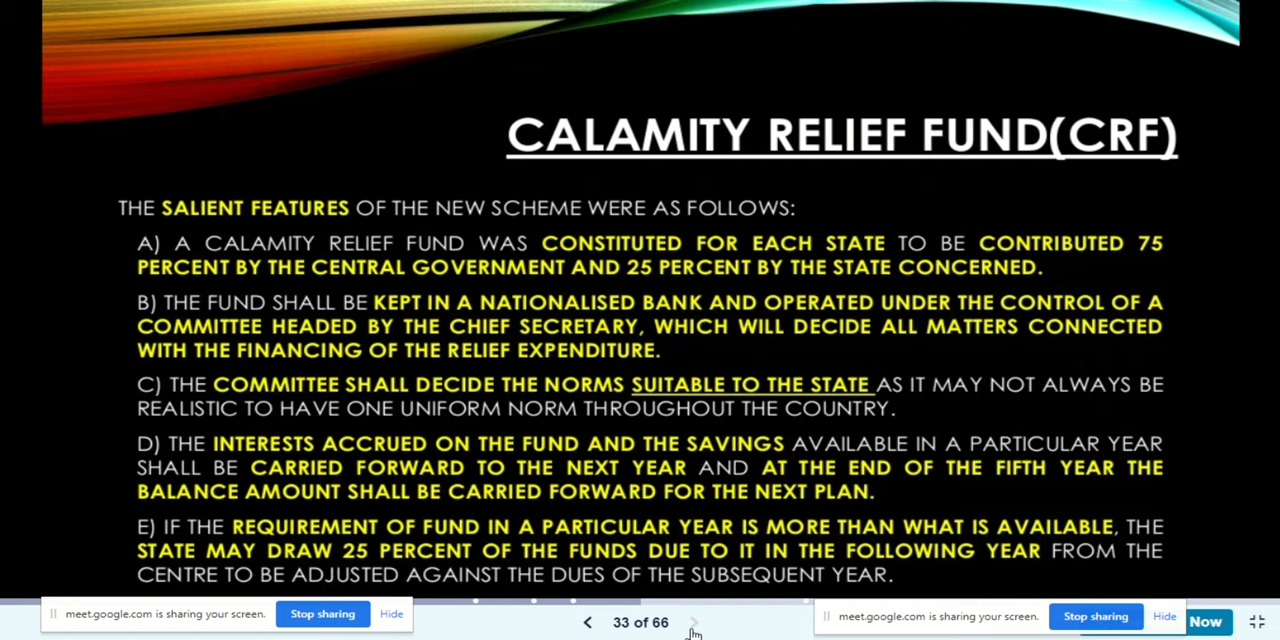 CALAMITY RELIEF FUND(CRF)
THE SALIENT FEATURES OF THE NEW SCHEME WERE AS FOLLOWS:
A) A CALAMITY RELIEF FUND WAS CONSTITUTED FOR EACH STATE TO BE CONTRIBUTED 75
PERCENT BY THE CENTRAL GOVERNMENT AND 25 PERCENT BY THE STATE CONCERNED.
B) THE FUND SHALL BE KEPT IN A NATIONALISED BANK AND OPERATED UNDER THE CONTROL OF A
COMMITTEE HEADED BY THE CHIEF SECRETARY, WHICH WILL DECIDE ALL MATTERS CONNECTED
WITH THE FINANCING OF THE RELIEF EXPENDITURE.
C) THE COMMITTEE SHALL DECIDE THE NORMS SUITABLE TO THE STATE AS IT MAY NOT ALWAYS BE
REALISTIC TO HAVE ONE UNIFORM NORM THROUGHOUT THE COUNTRY.
D) THE INTERESTS ACCRUED ON THE FUND AND THE SAVINGS AVAILABLE IN A PARTICULAR YEAR
SHALL BE CARRIED FORWARD TO THE NEXT YEAR AND AT THE END OF THE FIFTH YEAR THE
BALANCE AMOUNT SHALL BE CARRIED FORWARD FOR THE NEXT PLAN.
E) IF THE REQUIREMENT OF FUND IN A PARTICULAR YEAR IS MORE THAN WHAT IS AVAILABLE, THE
STATE MAY DRAW 25 PERCENT OF THE FUNDS DUE TO IT IN THE FOLLOWING YEAR FROM THE
CENTRE TO BE ADJUSTED AGAINST THE DUES OF THE SUBSEQUENT YEAR.
meet.google.com is sharing your screen. Stop sharing Hide
33 of 66
meet.google.com is sharing your screen. Stop sharing Hide
Now